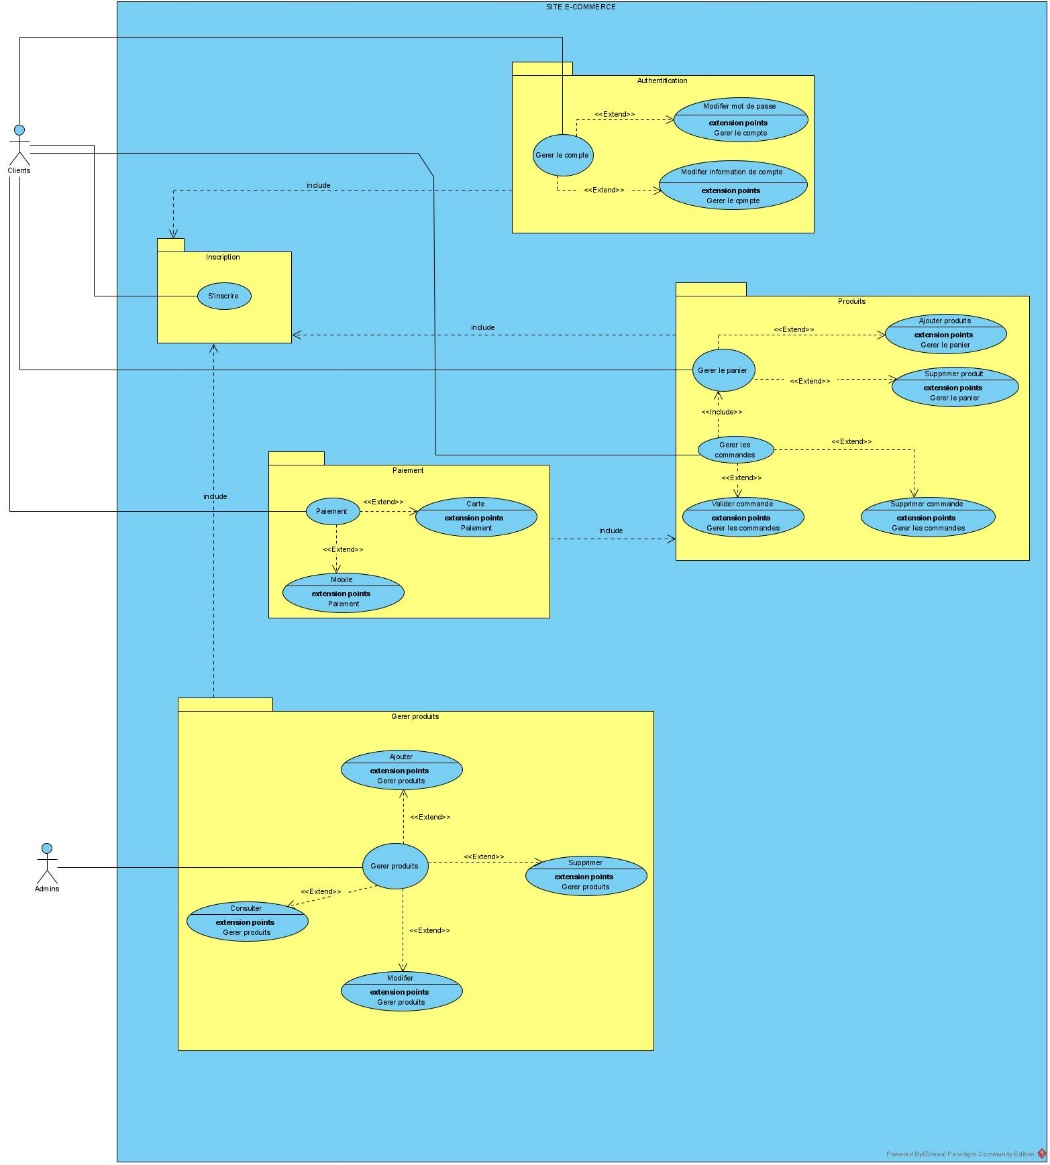 SITE E-COMMERCE
Authentification
Modifier mot de passe
<<Extend>>
extension points
Gerer le compte
Gerer le compte
Clients
Modifier information de compte
<<Extend>>
extension points
Gerer le compte
include
Inscription
S'inscrire
Produits
include
Ajouter produits
<<Extend>>
extension points
Gerer le panier
Gerer le panier
Supprimer produit
<<Extend>>
extension points
Gerer le panier
<<Include>>
Gerer les
commandes
<<Extend>>
<<Extend>>
Valider commande
extension points
Gerer les commandes
Supprimer commande
extension points
Gerer les commandes
Paiement
Paiement
<<Extend>>
Carte
extension points
Paiement
<<Extend>>
Mobile
extension points
Paiement
include
include
Gerer produits
Ajouter
extension points
Gerer produits
<<Extend>>
Gerer produits
<<Extend>>
Supprimer
extension points
Gerer produits
Admins
<<Extend>>
Consulter
extension points
Gerer produits
<<Extend>>
Modifier
extension points
Gerer produits
Powered By Visual Paradigm Community Edition